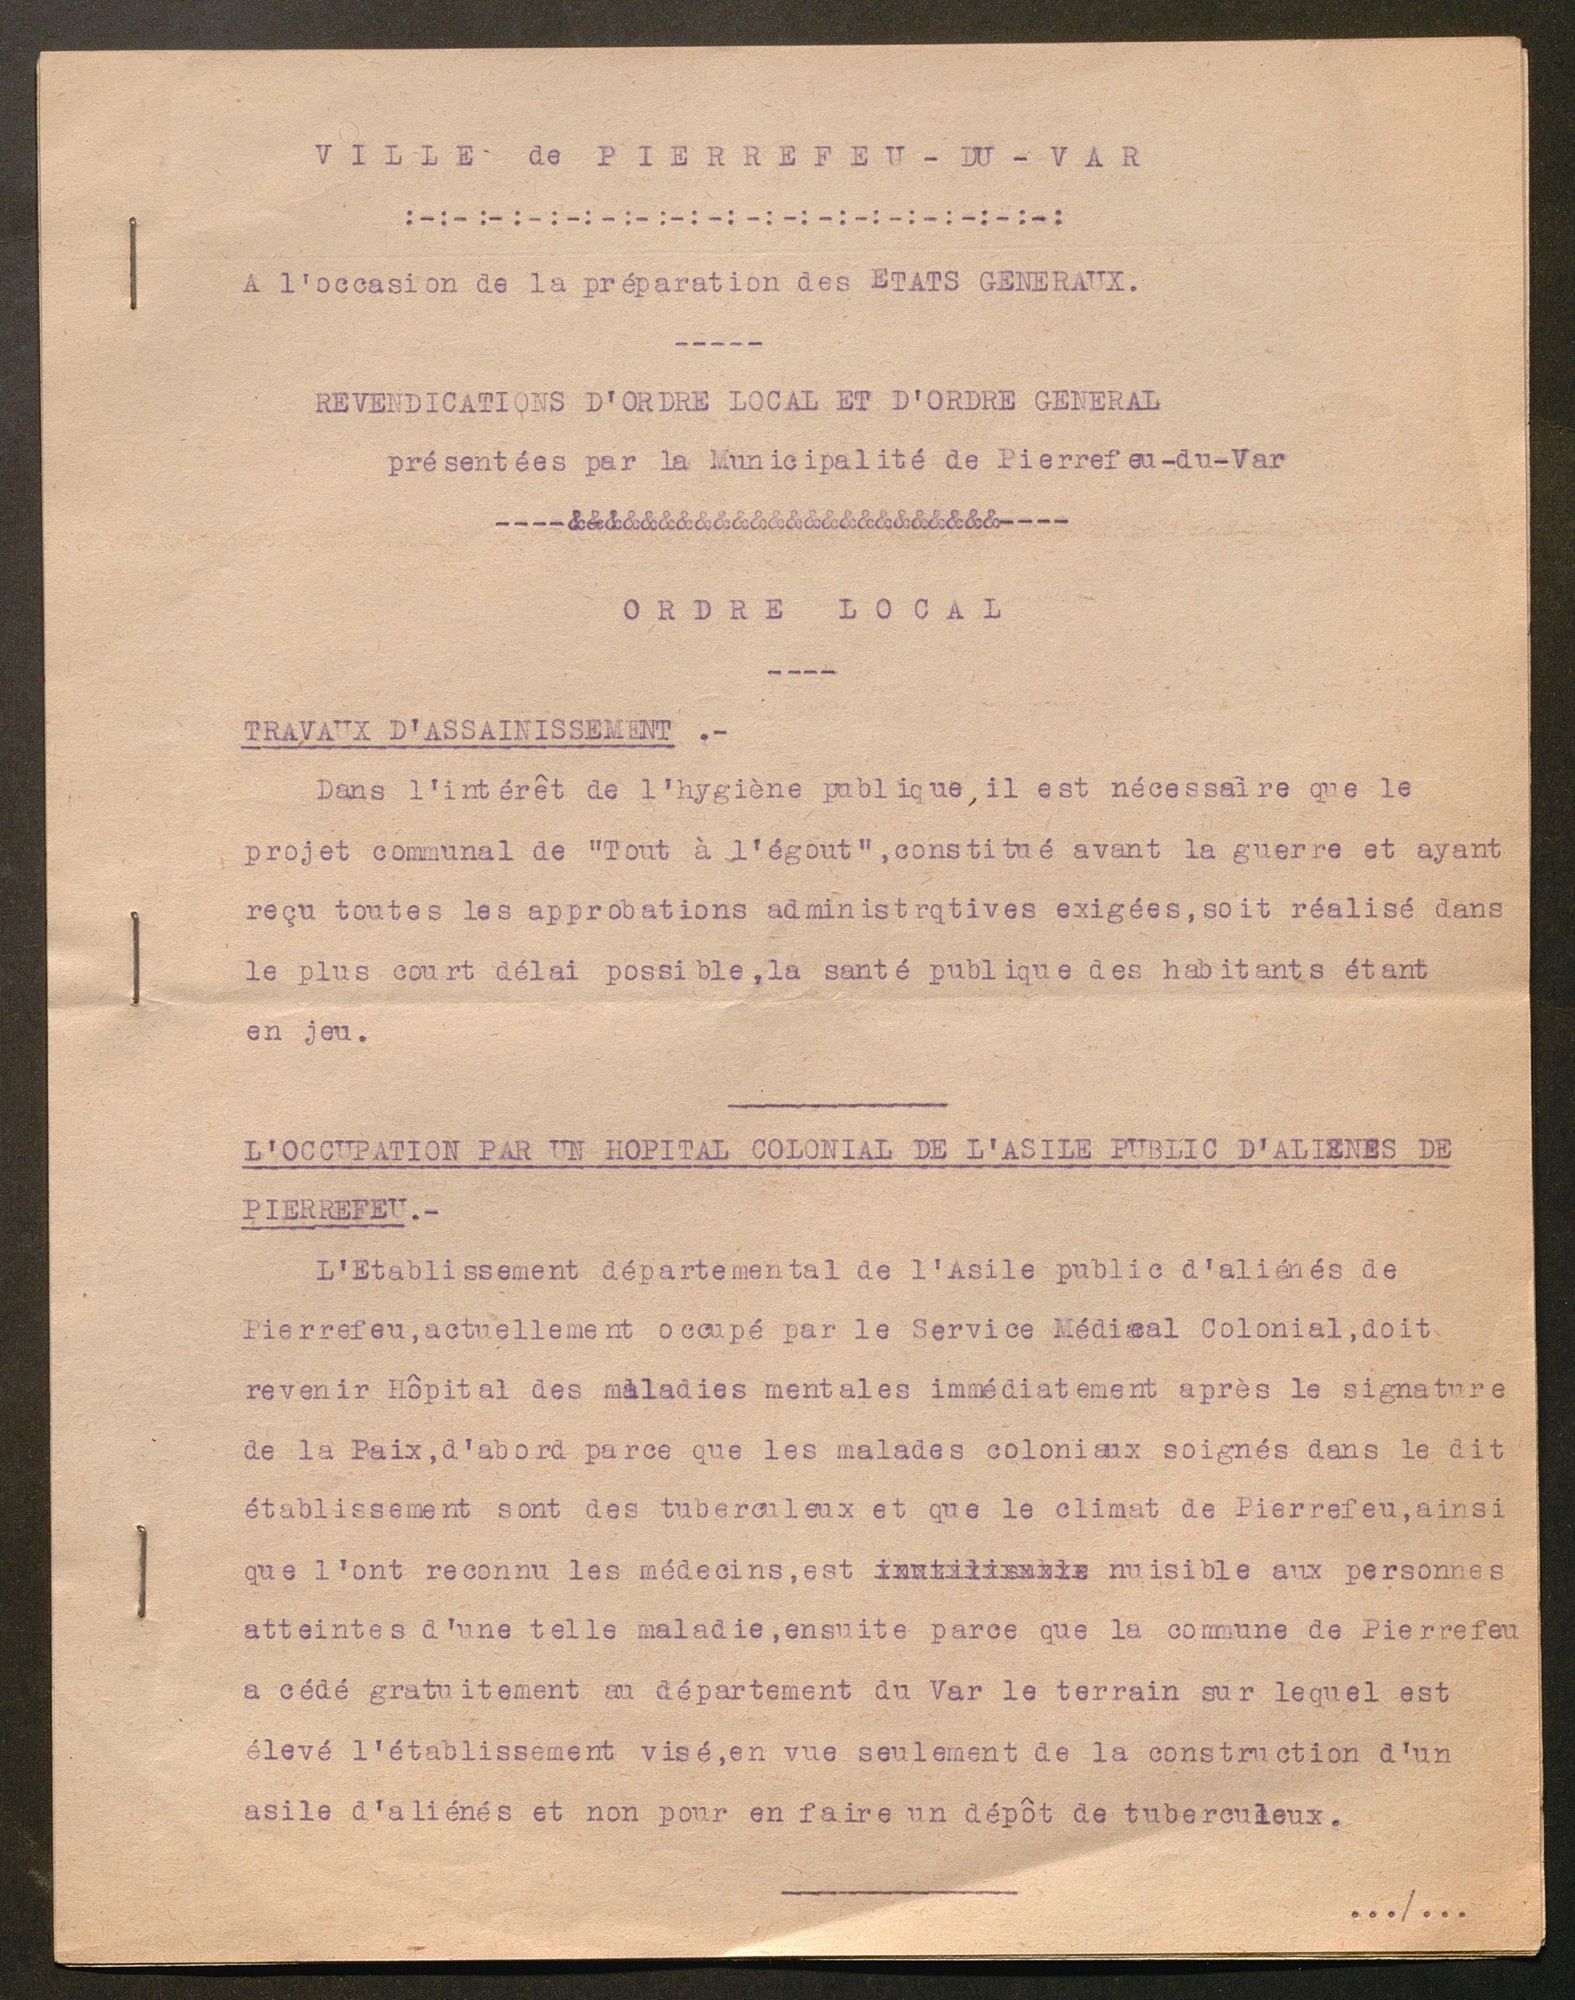 VILLE de PIERREFEU-DU-VAR
:-:-:-:-:-:-:-:-:-:-:-:-:-:-:-:-:-:-:
A l'occasion de la préparation des ETATS GENERAUX.
-----
REVENDICATIONS D'ORDRE LOCAL ET D'ORDRE GENERAL
présentées par la Municipalité de Pierrefeu-du-Var
----&&&&&&&&&&&&&&&&&&&&&&&&----
ORDRE LOCAL
----
TRAVAUX D'ASSAINISSEMENT .-
Dans l'intérêt de l'hygiène publique,il est nécessaire que le
projet communal de "Tout à l'égout",constitué avant la guerre et ayant
reçu toutes les approbations administrqtives exigées,soit réalisé dans
le plus court délai possible,la santé publique des habitants étant
en jeu.
L'OCCUPATION PAR UN HOPITAL COLONIAL DE L'ASILE PUBLIC D'ALIENES DE
PIERREFEU.-
L'Etablissement départemental de l'Asile public d'aliénés de
Pierrefeu,actuellement occupé par le Service Médical Colonial,doit
revenir Hôpital des maladies mentales immédiatement après le signature
de la Paix,d'abord parce que les malades coloniaux soignés dans le dit
établissement sont des tuberculeux et que le climat de Pierrefeu,ainsi
que l'ont reconnu les médecins,est nuisible aux personnes
atteintes d'une telle maladie,ensuite parce que la commune de Pierrefeu
a cédé gratuitement au département du Var le terrain sur lequel est
élevé l'établissement visé,en vue seulement de la construction d'un
asile d'aliénés et non pour en faire un dépôt de tuberculeux.
.../...